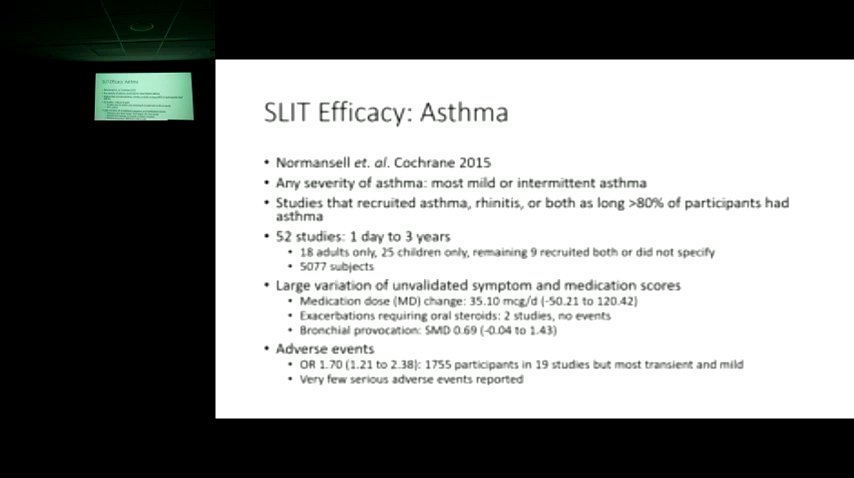 SLIT Efficacy: Asthma
• Normansell et. al. Cochrane 2015
• Any severity of asthma: most mild or intermittent asthma
• Studies that recruited asthma, rhinitis, or both as long >80% of participants had
asthma
• 52 studies: 1 day to 3 years
• 18 adults only, 25 children only, remaining 9 recruited both or did not specify
• 5077 subjects
• Large variation of unvalidated symptom and medication scores
• Medication dose (MD) change: 35.10 mcg/d (-50.21 to 120.42)
• Exacerbations requiring oral steroids: 2 studies, no events
• Bronchial provocation: SMD 0.69 (-0.04 to 1.43)
• Adverse events
• OR 1.70 (1.21 to 2.38): 1755 participants in 19 studies but most transient and mild
• Very few serious adverse events reported
SLIT Efficacy: Asthma